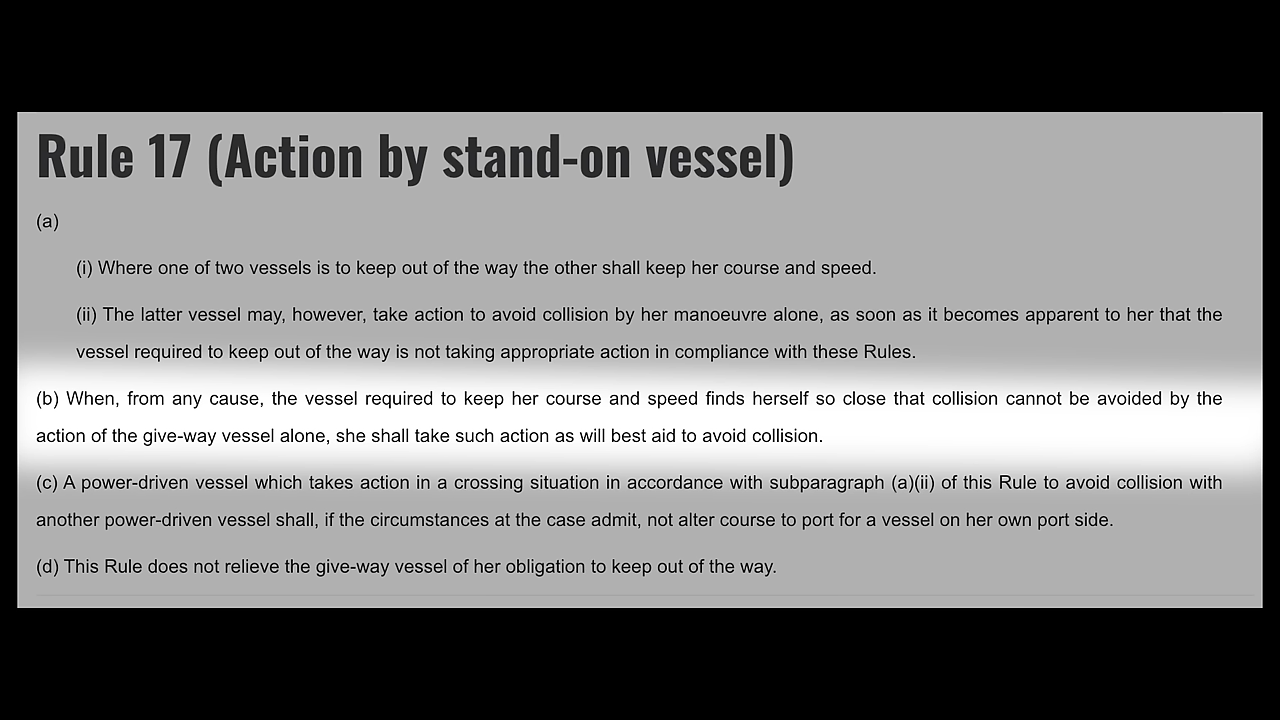 Rule 17 (Action by stand-on vessel)
(a)
(i) Where one of two vessels is to keep out of the way the other shall keep her course and speed.
(ii) The latter vessel may, however, take action to avoid collision by her manoeuvre alone, as soon as it becomes apparent to her that the
vessel required to keep out of the way is not taking appropriate action in compliance with these Rules.
(b) When, from any cause, the vessel required to keep her course and speed finds herself so close that collision cannot be avoided by the
action of the give-way vessel alone, she shall take such action as will best aid to avoid collision.
(c) A power-driven vessel which takes action in a crossing situation in accordance with subparagraph (a)(ii) of this Rule to avoid collision with
another power-driven vessel shall, if the circumstances at the case admit, not alter course to port for a vessel on her own port side.
(d) This Rule does not relieve the give-way vessel of her obligation to keep out of the way.